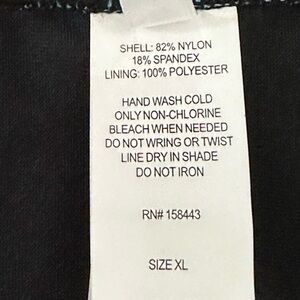 SHELL: 82% NYLON
18% SPANDEX
LINING: 100% POLYESTER
HAND WASH COLD
ONLY NON-CHLORINE
BLEACH WHEN NEEDED
DO NOT WRING OR TWIST
LINE DRY IN SHADE
DO NOT IRON
RN# 158443
SIZE XL